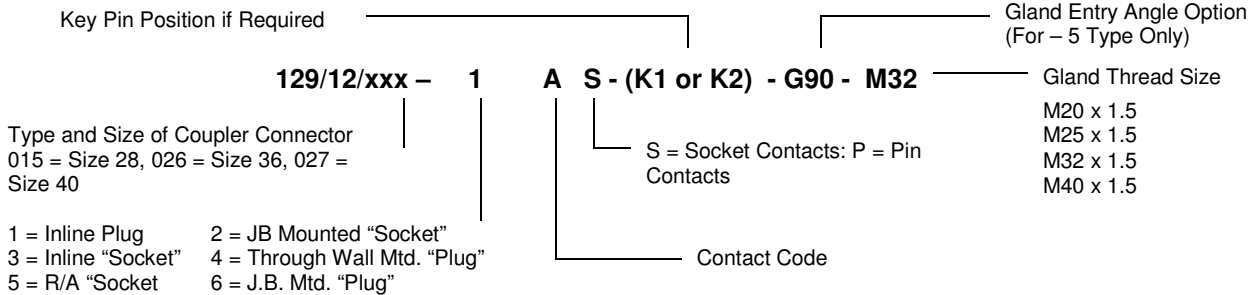 Key Pin Position if Required
Gland Entry Angle Option
(For – 5 Type Only)
129/12/xxx – 1 A S - (K1 or K2) - G90 - M32
Gland Thread Size
M20 x 1.5
M25 x 1.5
M32 x 1.5
M40 x 1.5
Type and Size of Coupler Connector
015 = Size 28, 026 = Size 36, 027 =
Size 40
S = Socket Contacts: P = Pin
Contacts
1 = Inline Plug 2 = JB Mounted “Socket”
3 = Inline “Socket” 4 = Through Wall Mtd. “Plug”
5 = R/A “Socket 6 = J.B. Mtd. “Plug”
Contact Code